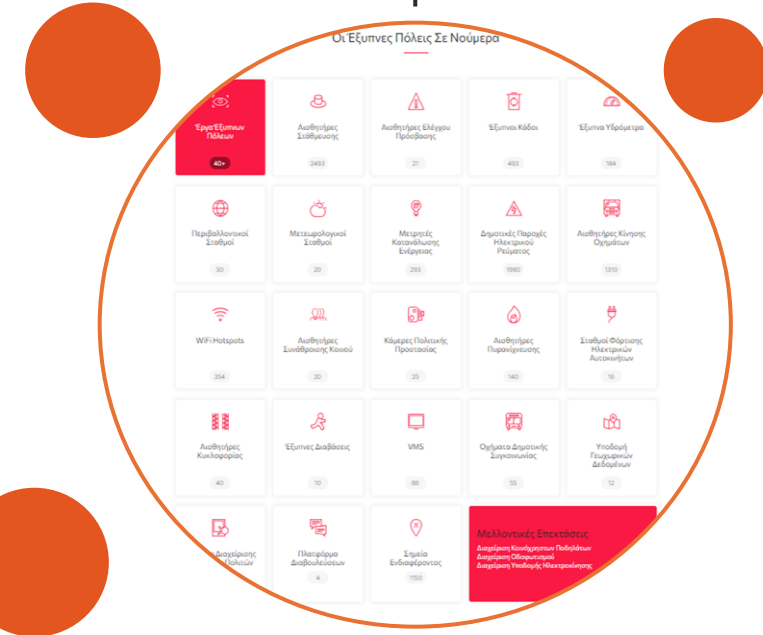 Οι Έξυπνες Πόλεις Σε Νούμερα
Έργα Έξυπνων
Πόλεων
40+
Αισθητήρες
Στάθμευσης
2493
Αισθητήρες Ελέγχου
Πρόσβασης
21
Έξυπνοι Κάδοι
493
Έξυπνα Υδρόμετρα
184
Περιβαλλοντικοί
Σταθμοί
30
Μετεωρολογικοί
Σταθμοί
20
Μετρητές
Κατανάλωσης
Ενέργειας
293
Δημοτικές Παροχές
Ηλεκτρικού
Ρεύματος
1980
Αισθητήρες Κίνησης
Οχημάτων
1310
WiFi Hotspots
354
Αισθητήρες
Συνάθροισης Κοινού
20
Κάμερες Πολιτικής
Προστασίας
25
Αισθητήρες
Πυρανίχνευσης
140
Σταθμοί Φόρτισης
Ηλεκτρικών
Αυτοκινήτων
16
Αισθητήρες
Κυκλοφορίας
40
Έξυπνες Διαβάσεις
10
VMS
86
Οχήματα Δημοτικής
Συγκοινωνίας
55
Υποδομή
Γεωχωρικών
Δεδομένων
12
Διαχείρισης
Πολιτών
Πλατφόρμα
Διαβουλεύσεων
4
Σημεία
Ενδιαφέροντος
1150
Μελλοντικές Επεκτάσεις
Διαχείριση Κοινόχρηστων Ποδηλάτων
Διαχείριση Οδοφωτισμού
Διαχείριση Υποδομής Ηλεκτροκίνησης